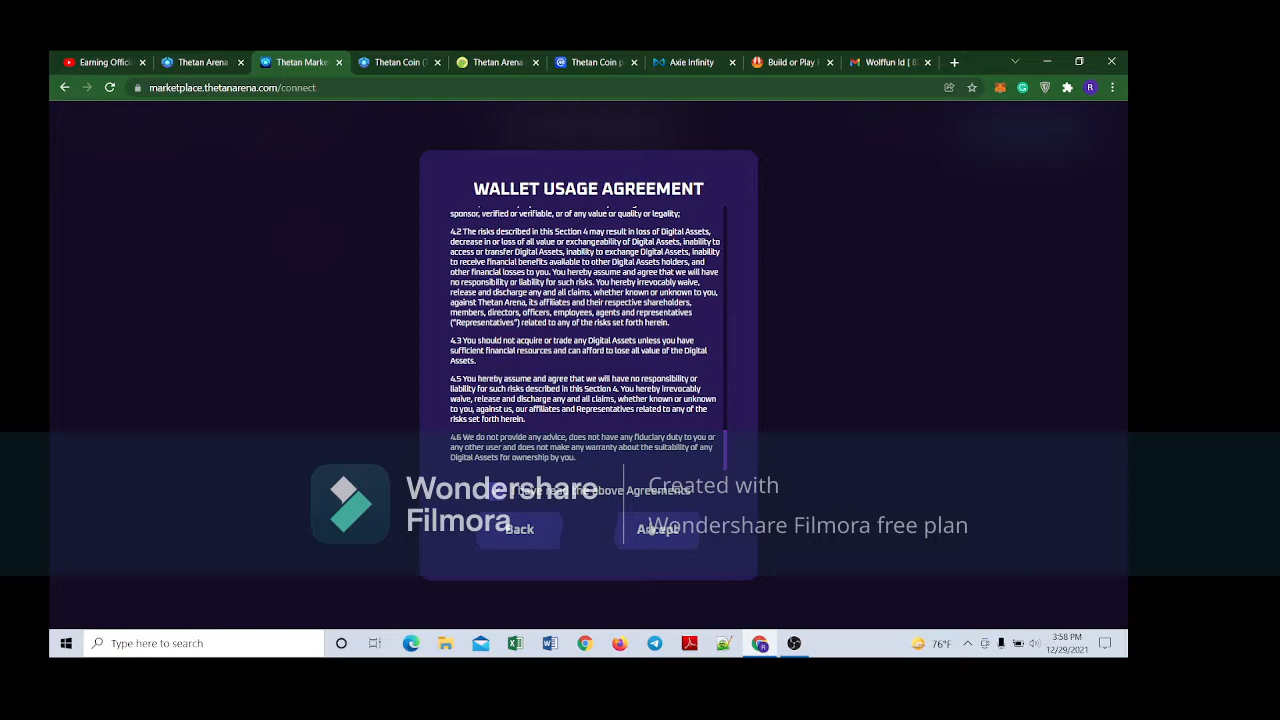 Earning Offici
Thetan Arena
Thetan Marke
Thetan Coin (T
Thetan Arena
Thetan Coin p
Axie Infinity
Build or Play F
Wolffun Id [ 8
marketplace.thetanarena.com/connect
R
WALLET USAGE AGREEMENT
sponsor, verified or verifiable, or of any value or quality or legality;
4.2 The risks described in this Section 4 may result in loss of Digital Assets,
decrease in or loss of all value or exchangeability of Digital Assets, inability to
access or transfer Digital Assets, inability to exchange Digital Assets, inability
to receive financial benefits available to other Digital Assets holders, and
other financial losses to you. You hereby assume and agree that we will have
no responsibility or liability for such risks. You hereby irrevocably waive,
release and discharge any and all claims, whether known or unknown to you,
against Thetan Arena, its affiliates and their respective shareholders,
members, directors, officers, employees, agents and representatives
(“Representatives”) related to any of the risks set forth herein.
4.3 You should not acquire or trade any Digital Assets unless you have
sufficient financial resources and can afford to lose all value of the Digital
Assets.
4.5 You hereby assume and agree that we will have no responsibility or
liability for such risks described in this Section 4. You hereby irrevocably
waive, release and discharge any and all claims, whether known or unknown
to you, against us, our affiliates and Representatives related to any of the
risks set forth herein.
4.6 We do not provide any advice, does not have any fiduciary duty to you or
any other user and does not make any warranty about the suitability of any
Digital Assets for ownership by you.
I have read the above Agreements
Back
Accept
Wondershare
Filmora
Created with
Wondershare Filmora free plan
Type here to search
76°F
3:58 PM
12/29/2021